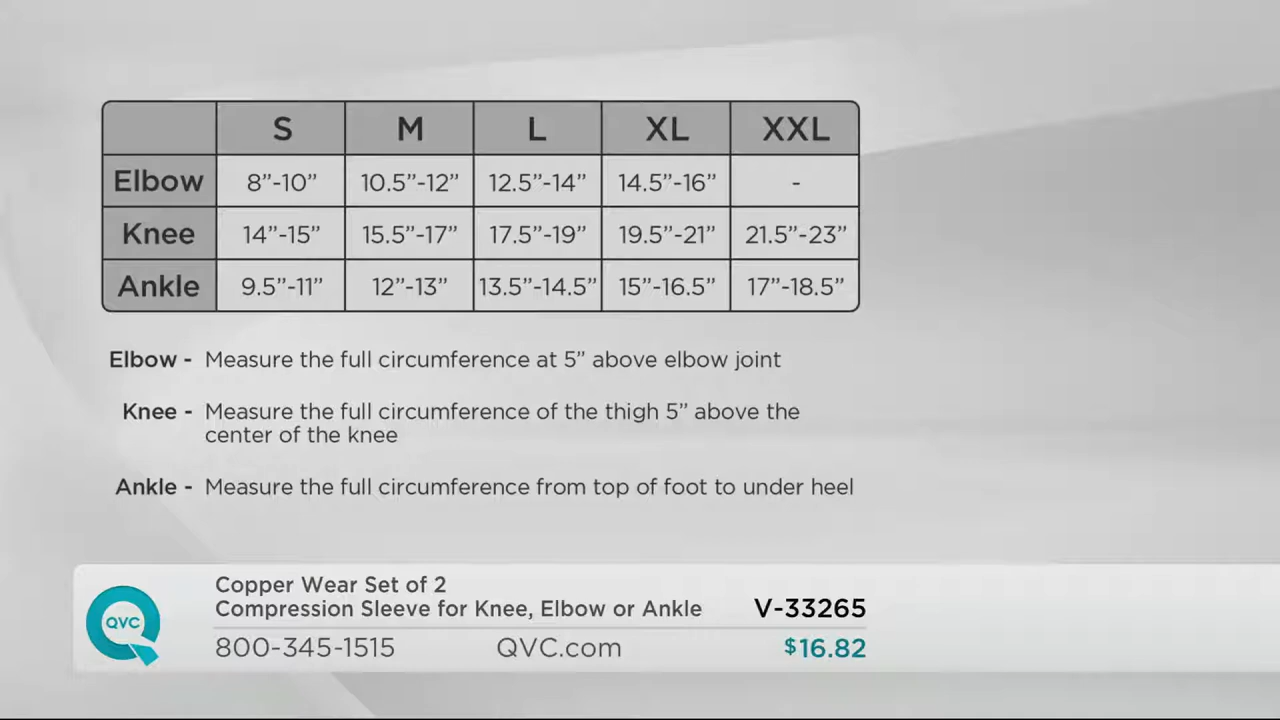 S M L XL XXL
Elbow 8”-10” 10.5”-12” 12.5”-14” 14.5”-16” -
Knee 14”-15” 15.5”-17” 17.5”-19” 19.5”-21” 21.5”-23”
Ankle 9.5”-11” 12”-13” 13.5”-14.5” 15”-16.5” 17”-18.5”
Elbow - Measure the full circumference at 5” above elbow joint
Knee - Measure the full circumference of the thigh 5” above the
center of the knee
Ankle - Measure the full circumference from top of foot to under heel
QVC
Copper Wear Set of 2
Compression Sleeve for Knee, Elbow or Ankle V-33265
800-345-1515 QVC.com $16.82